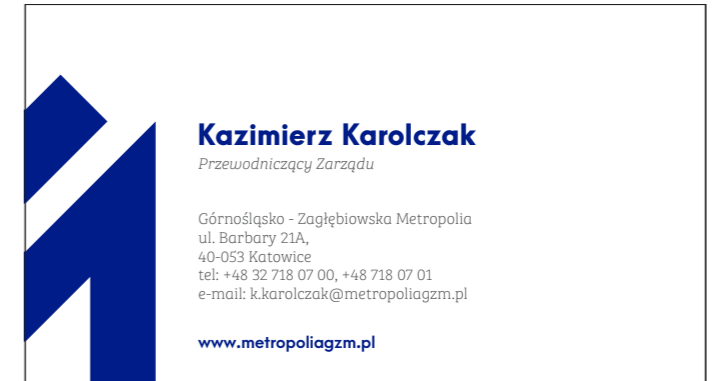 Kazimierz Karolczak
Przewodniczący Zarządu
Górnośląsko - Zagłębiowska Metropolia
ul. Barbary 21A,
40-053 Katowice
tel: +48 32 718 07 00, +48 718 07 01
e-mail: k.karolczak@metropoliagzm.pl
www.metropoliagzm.pl